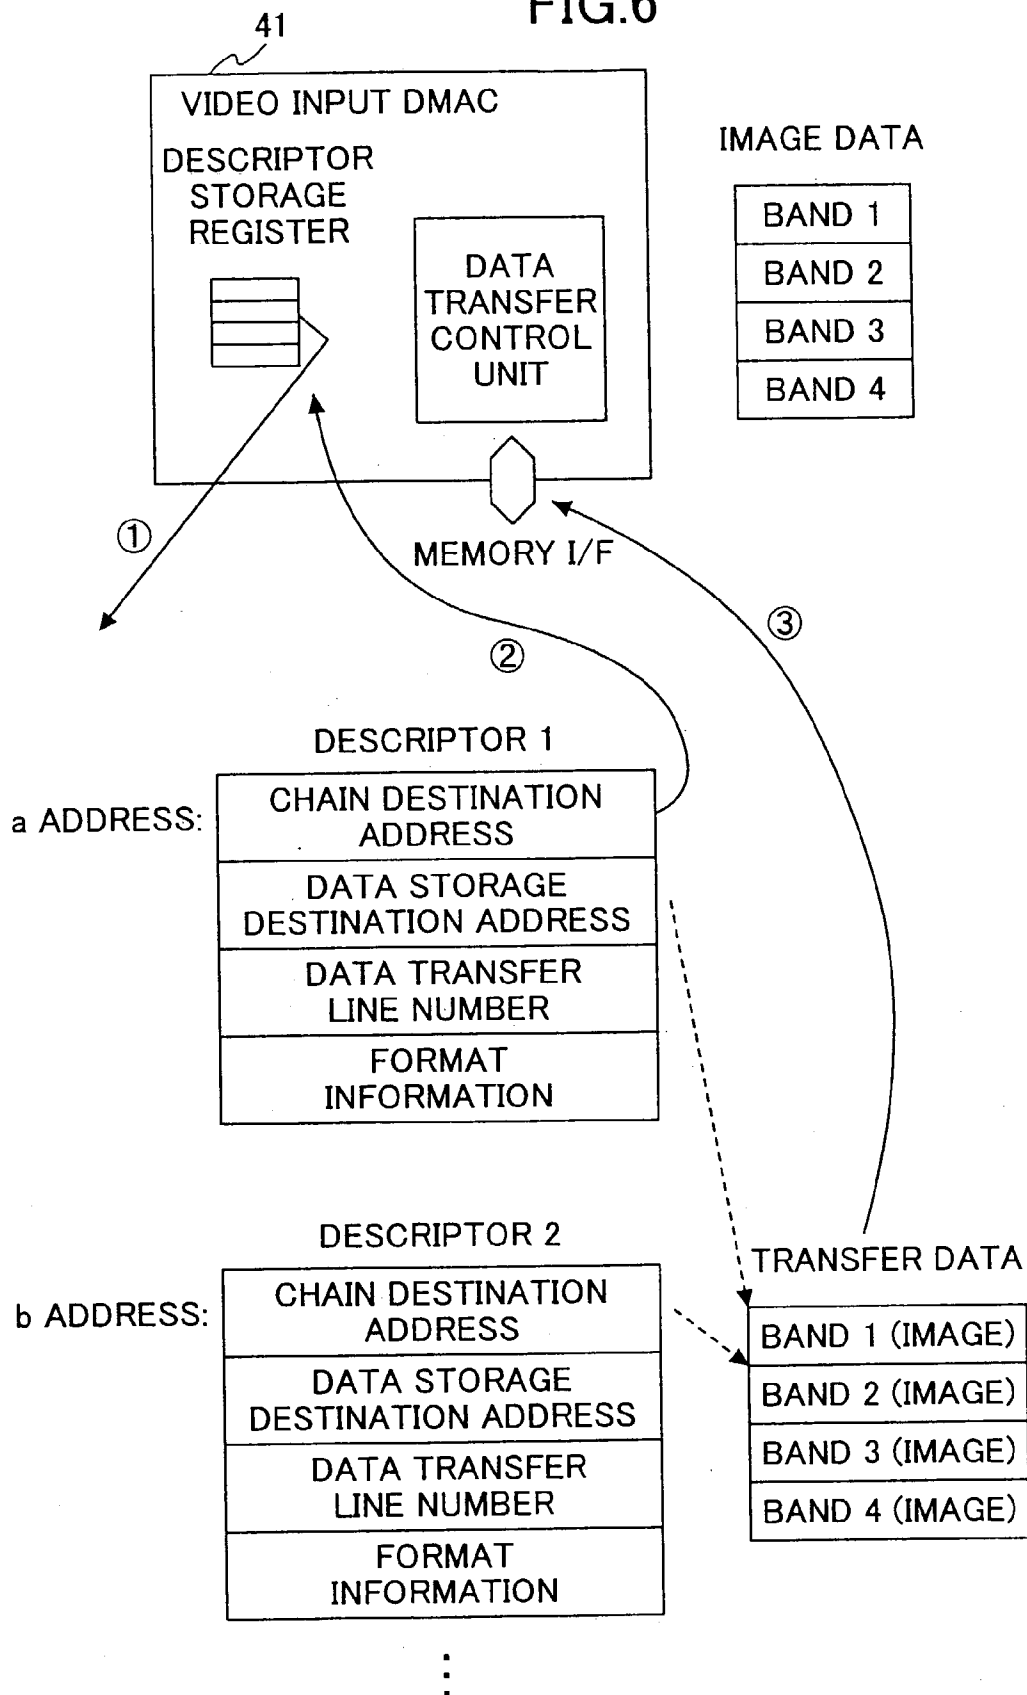 FIG.6
41
VIDEO INPUT DMAC
DESCRIPTOR
STORAGE
REGISTER
DATA
TRANSFER
CONTROL
UNIT
IMAGE DATA
BAND 1
BAND 2
BAND 3
BAND 4
①
MEMORY I/F
②
③
DESCRIPTOR 1
a ADDRESS:
CHAIN DESTINATION
ADDRESS
DATA STORAGE
DESTINATION ADDRESS
DATA TRANSFER
LINE NUMBER
FORMAT
INFORMATION
DESCRIPTOR 2
b ADDRESS:
CHAIN DESTINATION
ADDRESS
DATA STORAGE
DESTINATION ADDRESS
DATA TRANSFER
LINE NUMBER
FORMAT
INFORMATION
TRANSFER DATA
BAND 1 (IMAGE)
BAND 2 (IMAGE)
BAND 3 (IMAGE)
BAND 4 (IMAGE)